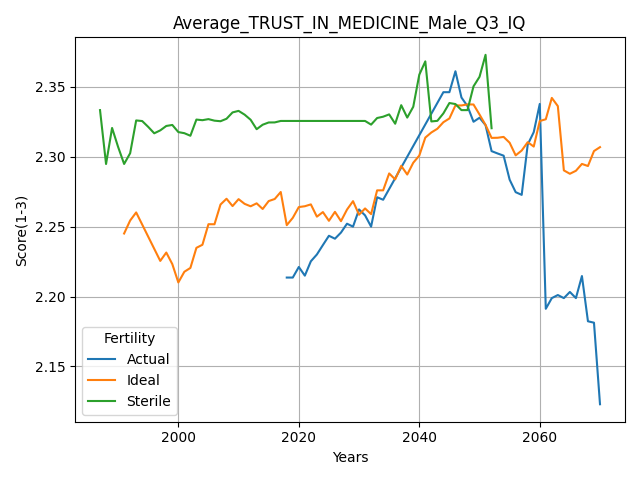 Average_TRUST_IN_MEDICINE_Male_Q3_IQ
Score(1-3)
2.35
2.30
2.25
2.20
2.15
Fertility
Actual
Ideal
Sterile
2000 2020 2040 2060
Years